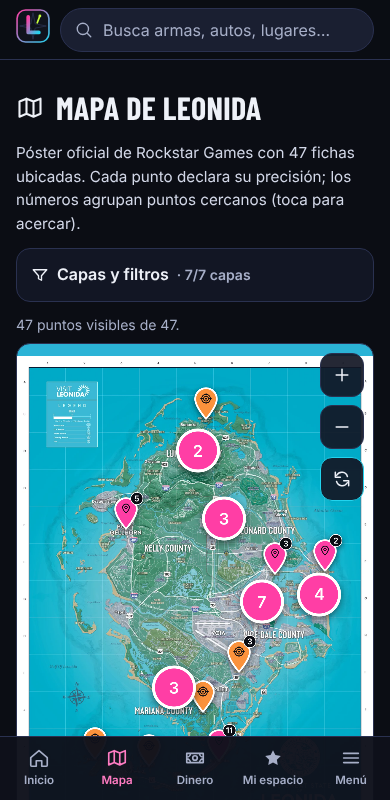 L
Busca armas, autos, lugares...
MAPA DE LEONIDA
Póster oficial de Rockstar Games con 47 fichas
ubicadas. Cada punto declara su precisión; los
números agrupan puntos cercanos (toca para
acercar).
Capas y filtros · 7/7 capas
47 puntos visibles de 47.
VISIT
LEONIDA
2
5
3
KELLY COUNTY
3
2
7
4
3
3
MARIANA COUNTY
11
Inicio
Mapa
Dinero
Mi espacio
Menú